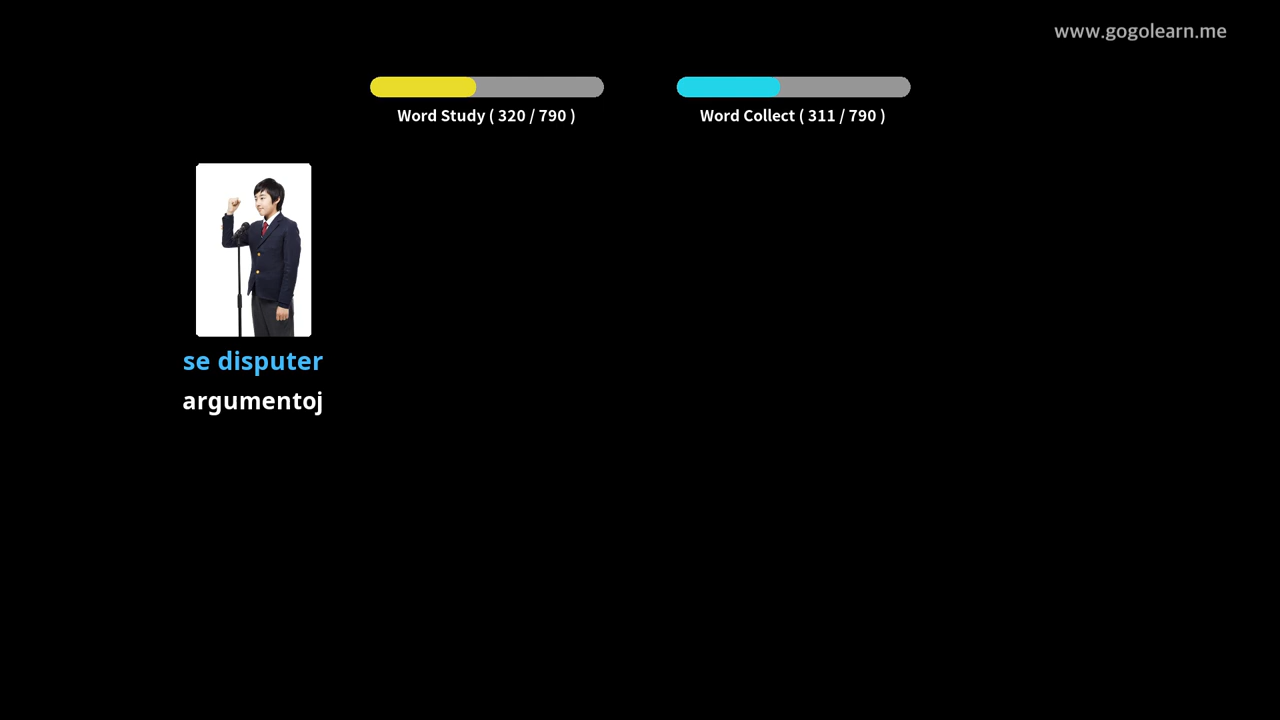 www.gogolearn.me
Word Study ( 320 / 790 )
Word Collect ( 311 / 790 )
se disputer
argumentoj